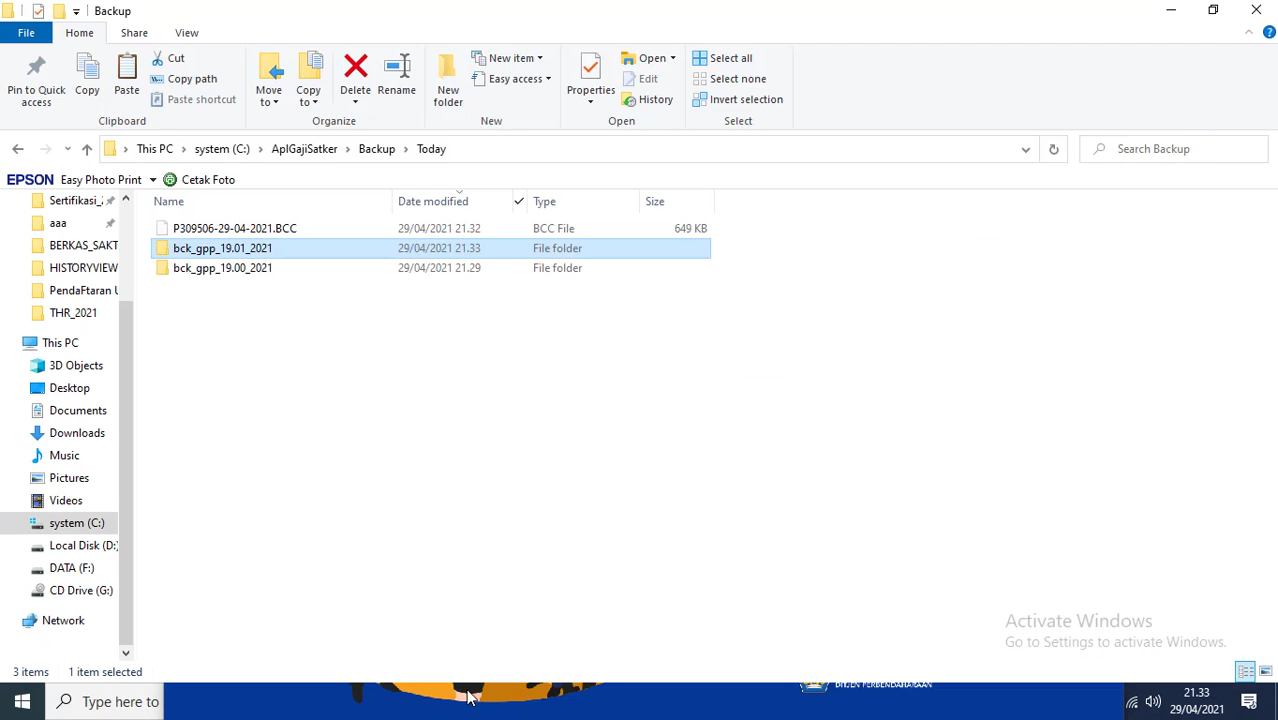 Backup
File Home Share View
Pin to Quick access
Copy
Paste
Cut
Copy path
Paste shortcut
Clipboard
Move to
Copy to
Delete
Rename
Organize
New folder
New item
Easy access
New
Properties
Open
Edit
History
Open
Select all
Select none
Invert selection
Select
This PC system (C:) AplGajiSatker Backup Today
Search Backup
EPSON Easy Photo Print Cetak Foto
Name Date modified Type Size
P309506-29-04-2021.BCC 29/04/2021 21.32 BCC File 649 KB
bck_gpp_19.01_2021 29/04/2021 21.33 File folder
bck_gpp_19.00_2021 29/04/2021 21.29 File folder
Sertifikasi_
aaa
BERKAS_SAKT
HISTORYVIEW
PendaFtaran U
THR_2021
This PC
3D Objects
Desktop
Documents
Downloads
Music
Pictures
Videos
system (C:)
Local Disk (D:)
DATA (F:)
CD Drive (G:)
Network
Activate Windows
Go to Settings to activate Windows.
3 items 1 item selected
Type here to
DITJEN PERBENDAHARAAN
21.33
29/04/2021